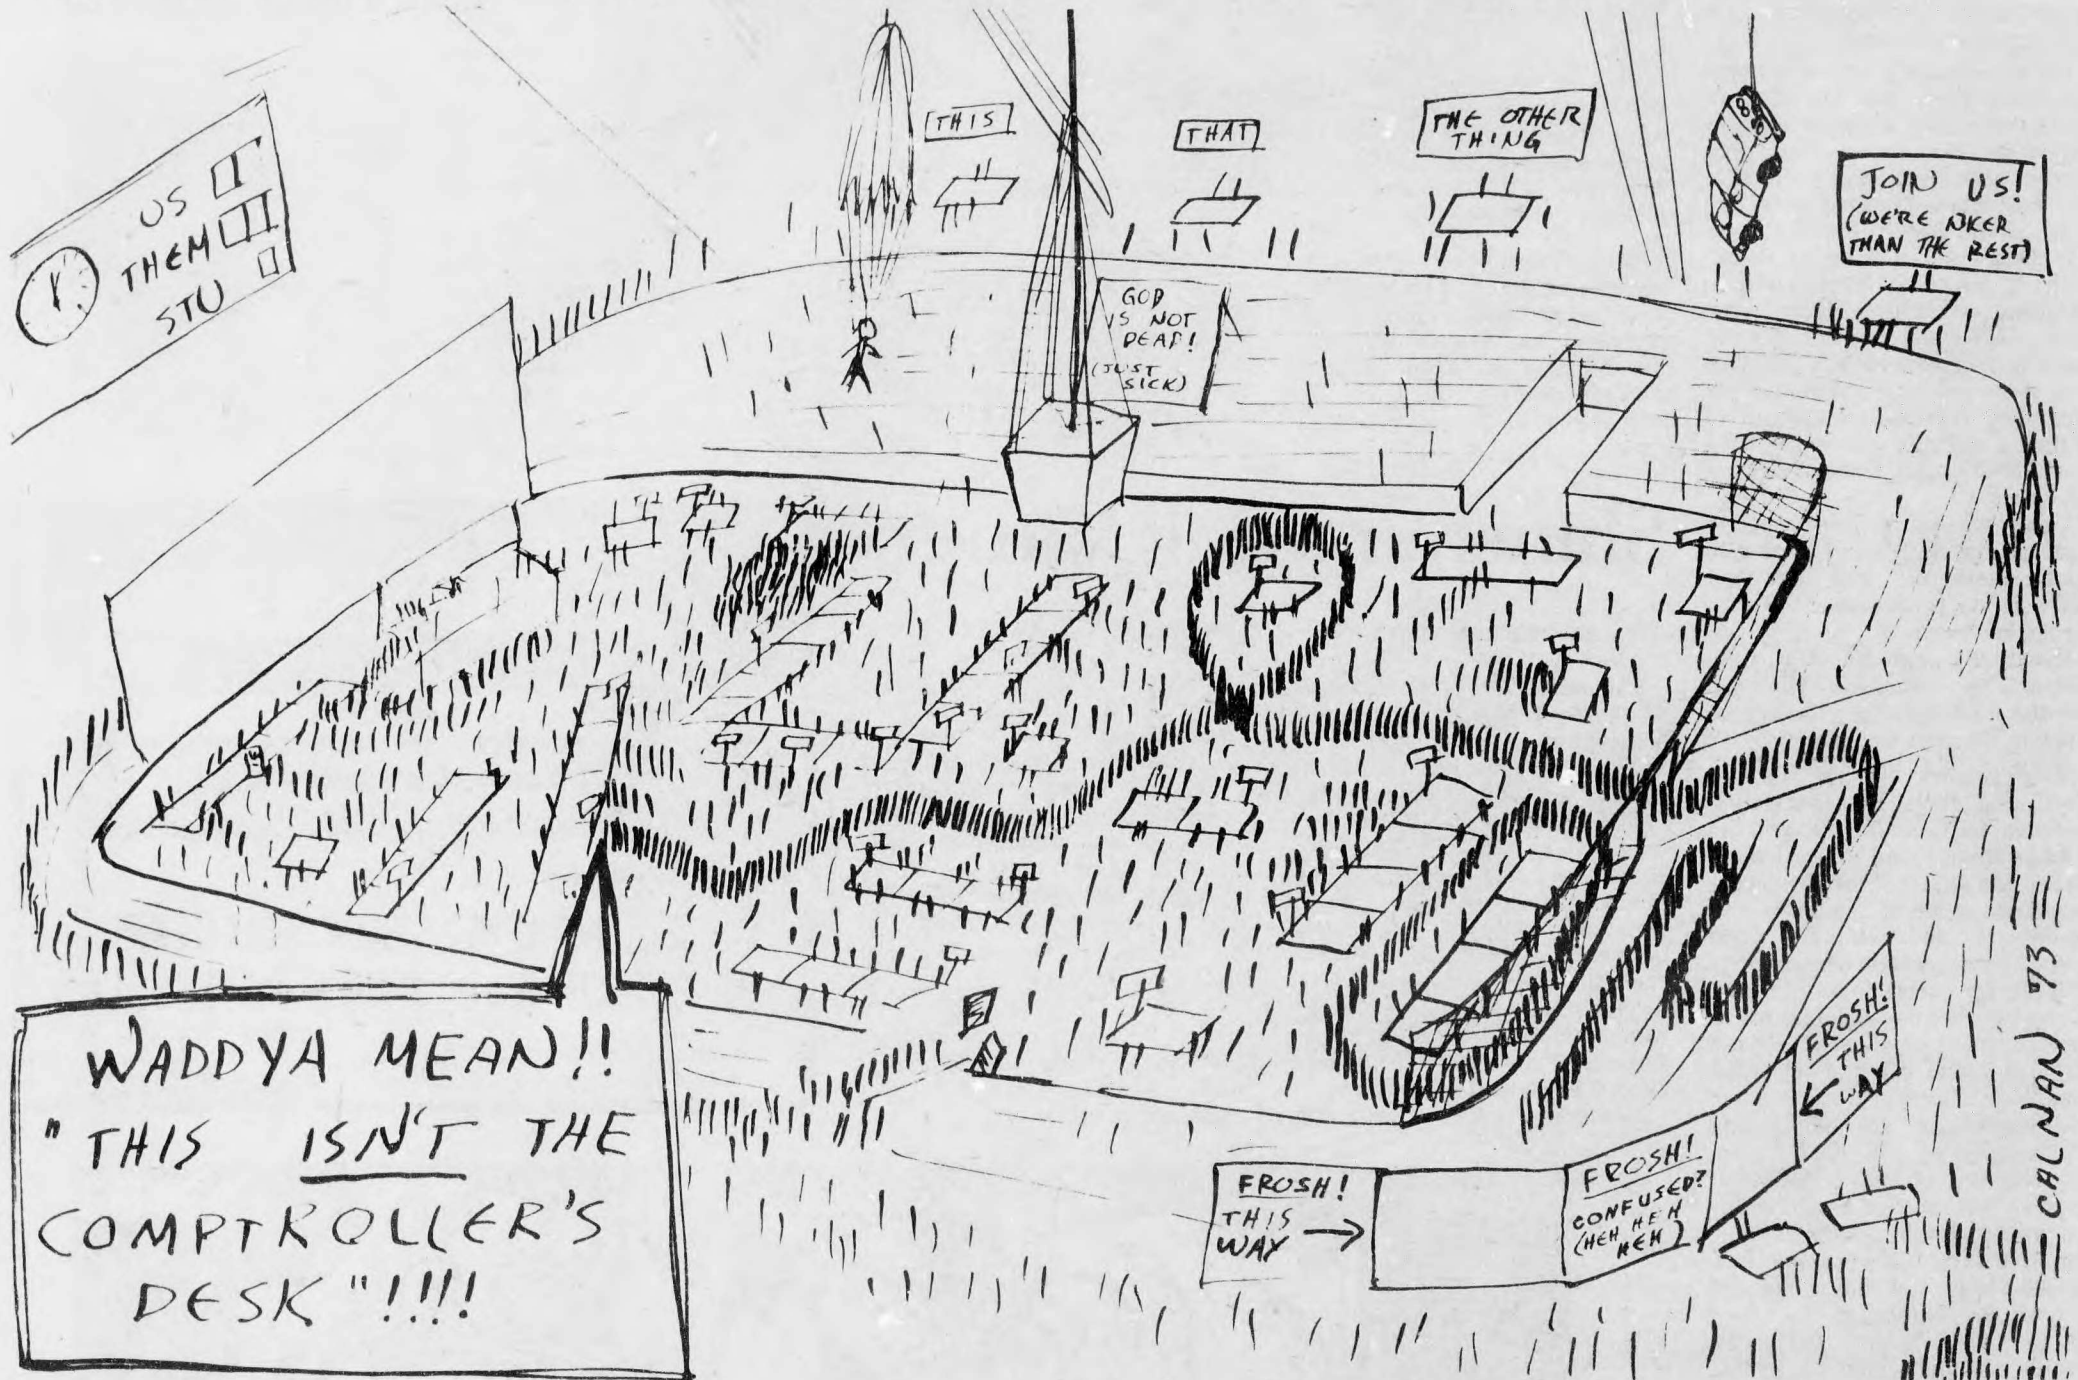 THIS
THAT
THE OTHER
THING
JOIN US!
(WE'RE NICER
THAN THE REST)
US
THEM
STU
GOD
IS NOT
DEAD!
(JUST
SICK)
WADDYA MEAN!!
"THIS ISN'T THE
COMPTROLLER'S
DESK"!!!!
FROSH!
THIS
WAY
FROSH!
CONFUSED?
(HEH HEH
HEH)
FROSH!
THIS
WAY
CALNAN 73